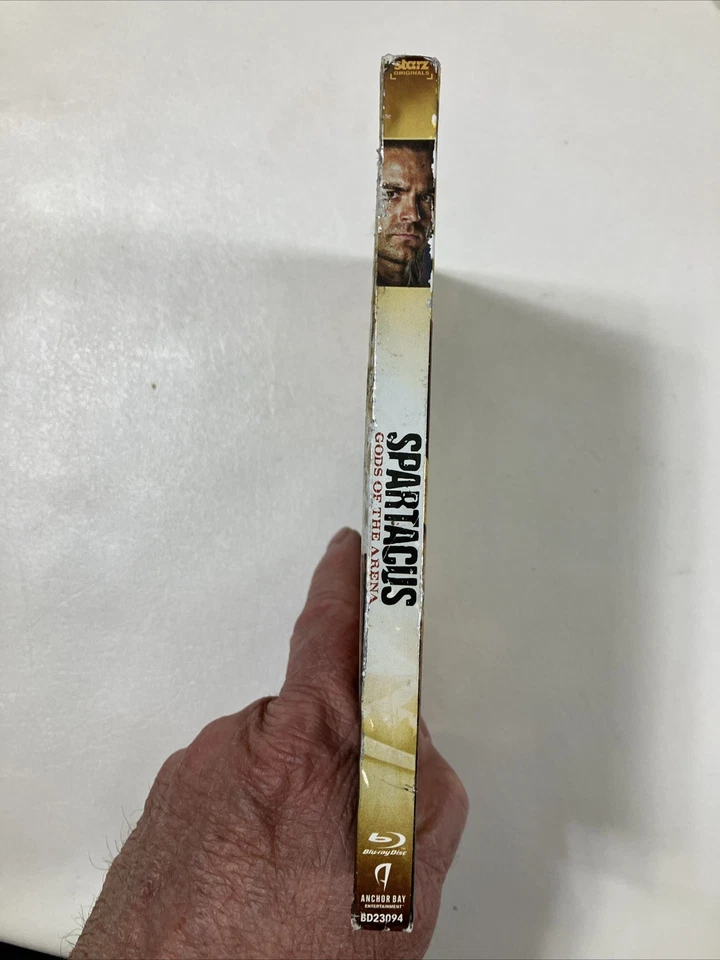 starz
ORIGINALS
SPARTACUS
GODS OF THE ARENA
Blu-ray Disc
ANCHOR BAY
ENTERTAINMENT
BD23094